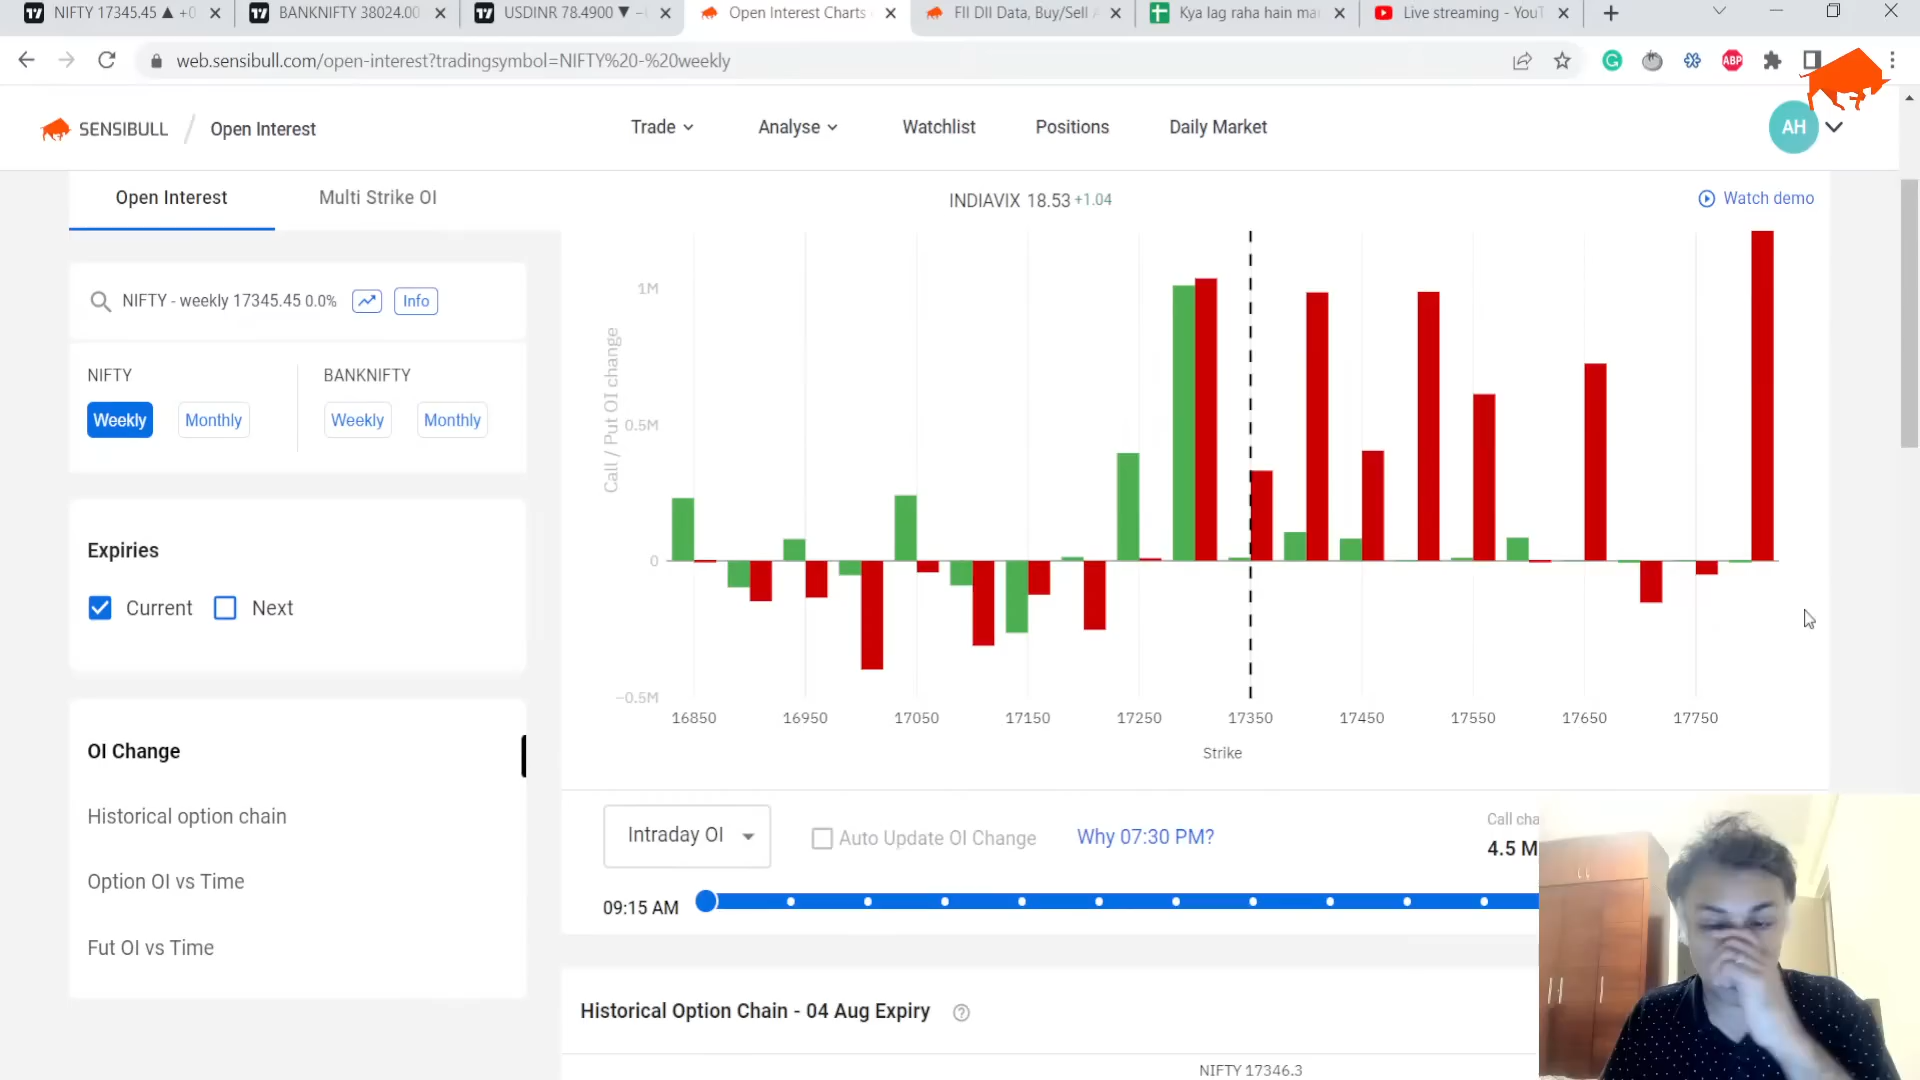 NIFTY 17345.45 ▲ +0
BANKNIFTY 38024.00
USDINR 78.4900 ▼ −
Open Interest Charts
FII DII Data, Buy/Sell
Kya lag raha hain ma
Live streaming - YouT
web.sensibull.com/open-interest?tradingsymbol=NIFTY%20-%20weekly
ABP
SENSIBULL / Open Interest
Trade
Analyse
Watchlist
Positions
Daily Market
AH
Open Interest
Multi Strike OI
INDIAVIX 18.53 +1.04
Watch demo
NIFTY - weekly 17345.45 0.0%
Info
NIFTY
BANKNIFTY
Weekly
Monthly
Weekly
Monthly
Expiries
Current
Next
OI Change
Historical option chain
Option OI vs Time
Fut OI vs Time
Call / Put OI change
1M
0.5M
0
−0.5M
16850
16950
17050
17150
17250
17350
17450
17550
17650
17750
Strike
Intraday OI
Auto Update OI Change
Why 07:30 PM?
Call cha
4.5 M
09:15 AM
Historical Option Chain - 04 Aug Expiry
NIFTY 17346.3